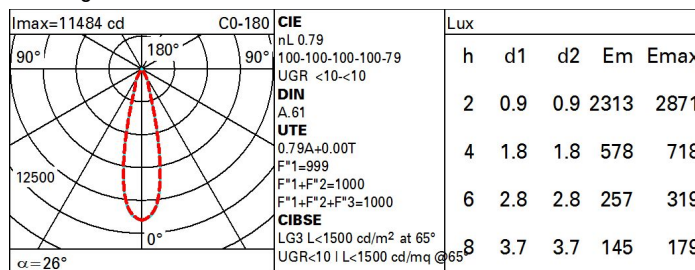 Imax=11484 cd C0-180
90° 180° 90°
12500
0°
α=26°
CIE
nL 0.79
100-100-100-100-79
UGR <10-<10
DIN
A.61
UTE
0.79A+0.00T
F"1=999
F"1+F"2=1000
F"1+F"2+F"3=1000
CIBSE
LG3 L<1500 cd/m² at 65°
UGR<10 | L<1500 cd/mq @65°
Lux
h d1 d2 Em Emax
2 0.9 0.9 2313 2871
4 1.8 1.8 578 718
6 2.8 2.8 257 319
8 3.7 3.7 145 179